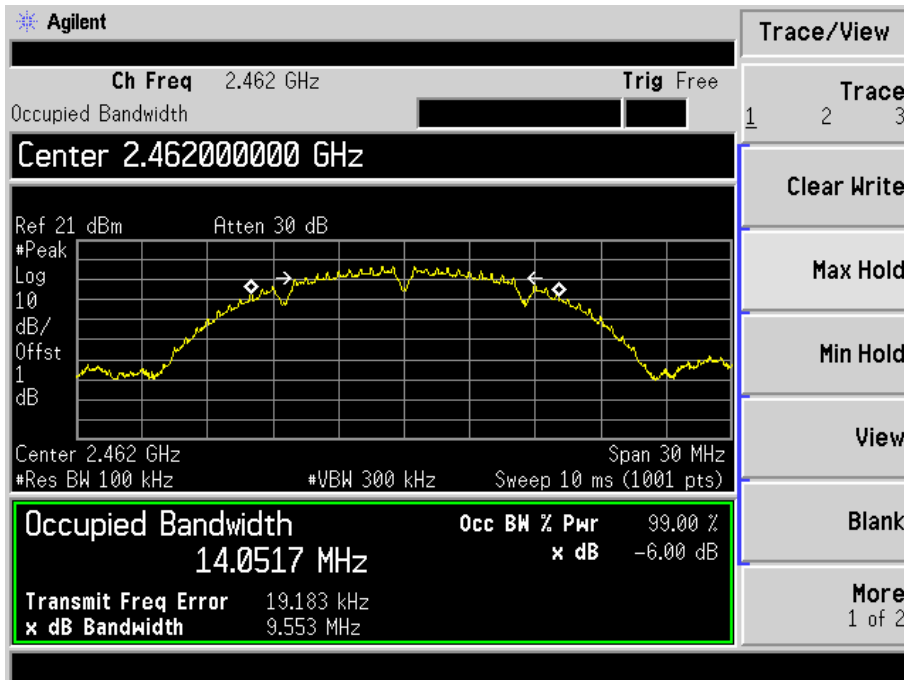 Agilent
Trace/View
Ch Freq 2.462 GHz Trig Free
Occupied Bandwidth
Trace
1 2 3
Center 2.462000000 GHz
Clear Write
Ref 21 dBm Atten 30 dB
#Peak
Log
10
dB/
Offst
1
dB
Max Hold
Min Hold
View
Center 2.462 GHz Span 30 MHz
#Res BW 100 kHz #VBW 300 kHz Sweep 10 ms (1001 pts)
Occupied Bandwidth Occ BW % Pwr 99.00 %
14.0517 MHz x dB -6.00 dB
Transmit Freq Error 19.183 kHz
x dB Bandwidth 9.553 MHz
Blank
More
1 of 2